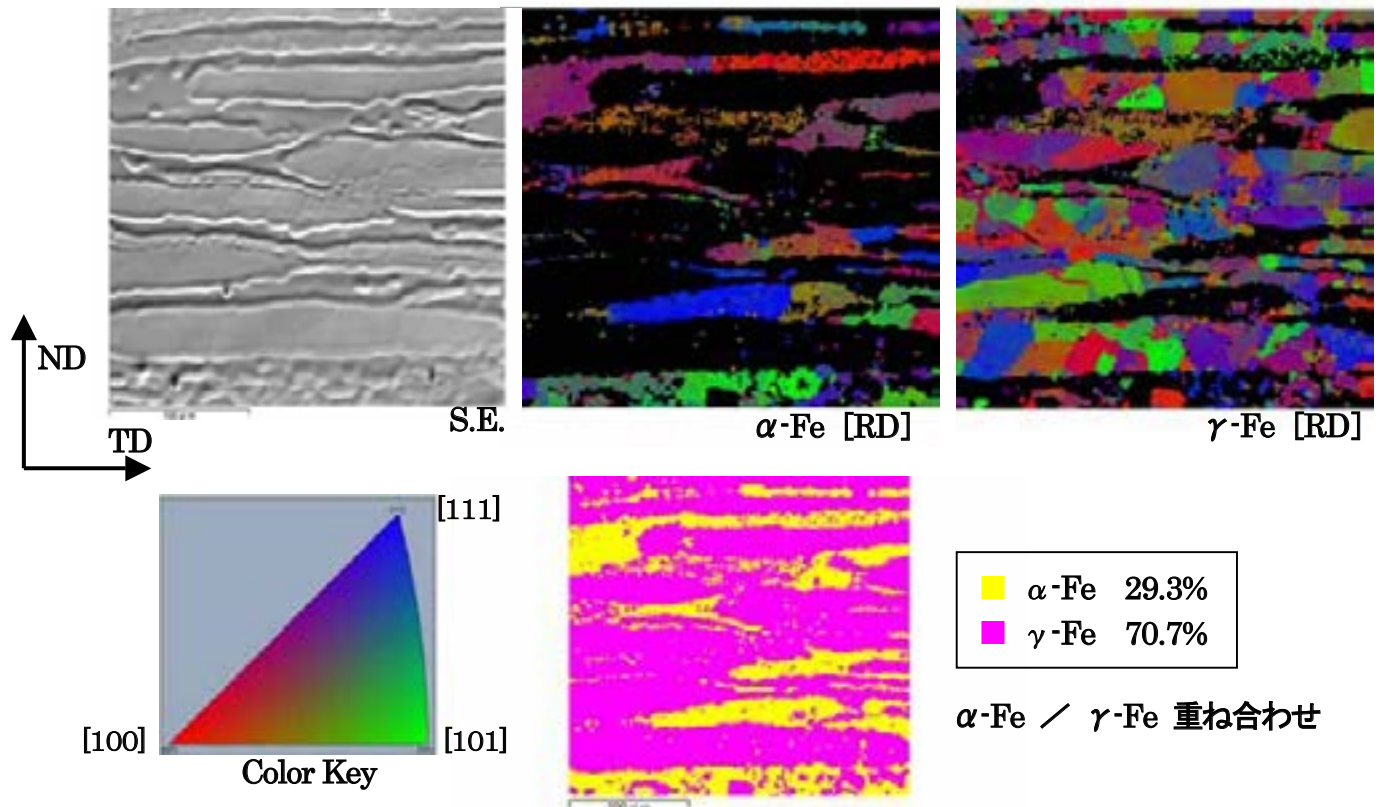 ND
TD
S.E.
α-Fe [RD]
γ-Fe [RD]
[111]
[100]
[101]
Color Key
α-Fe 29.3%
γ-Fe 70.7%
α-Fe ／ γ-Fe 重ね合わせ